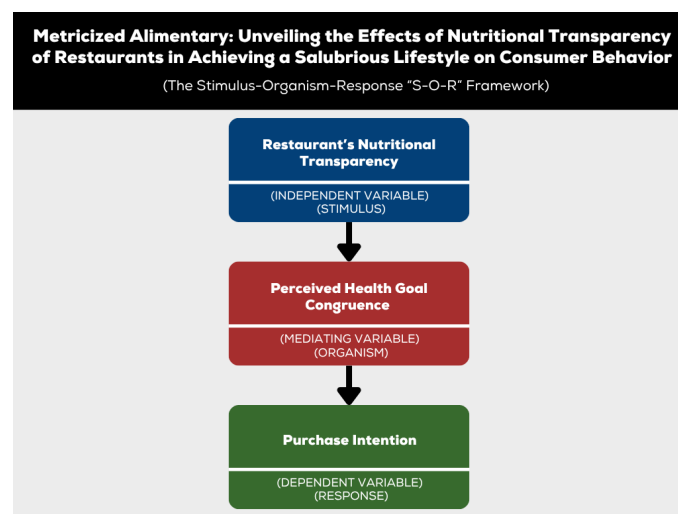 Metricized Alimentary: Unveiling the Effects of Nutritional Transparency
of Restaurants in Achieving a Salubrious Lifestyle on Consumer Behavior
(The Stimulus-Organism-Response “S-O-R” Framework)
Restaurant’s Nutritional
Transparency
(INDEPENDENT VARIABLE)
(STIMULUS)
Perceived Health Goal
Congruence
(MEDIATING VARIABLE)
(ORGANISM)
Purchase Intention
(DEPENDENT VARIABLE)
(RESPONSE)